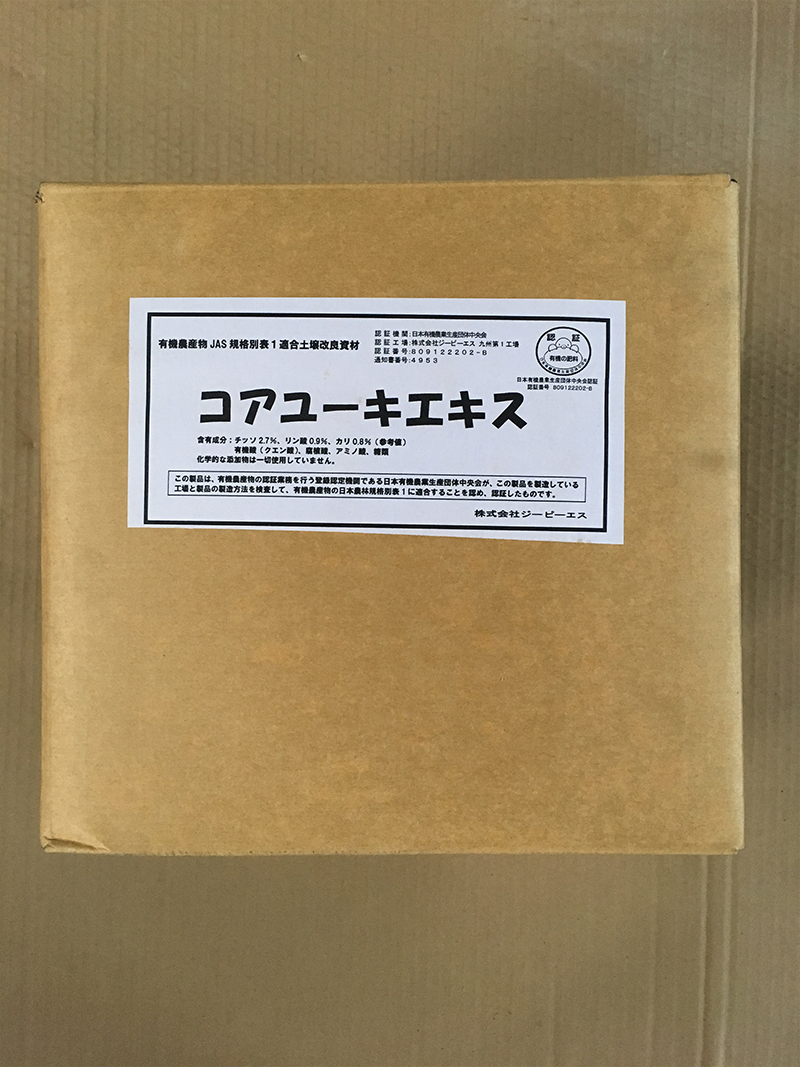 有機農産物 JAS 規格別表1適合土壌改良資材
認証機関:日本有機農業生産団体中央会
認証工場:株式会社ジーピーエス 九州第1工場
認証番号:809122202-B
通知書番号:4953
認 証
有機の肥料
日本有機農業生産団体中央会認証
認証番号 809122202-B
コアユーキエキス
含有成分:チッソ 2.7%、リン酸 0.9%、カリ 0.8%(参考値)
有機酸(クエン酸)、腐植酸、アミノ酸、糖類
化学的な添加物は一切使用していません。
この製品は、有機農産物の認証業務を行う登録認定機関である日本有機農業生産団体中央会が、この製品を製造している
工場と製品の製造方法を検査して、有機農産物の日本農林規格別表1に適合することを認め、認証したものです。
株式会社ジーピーエス